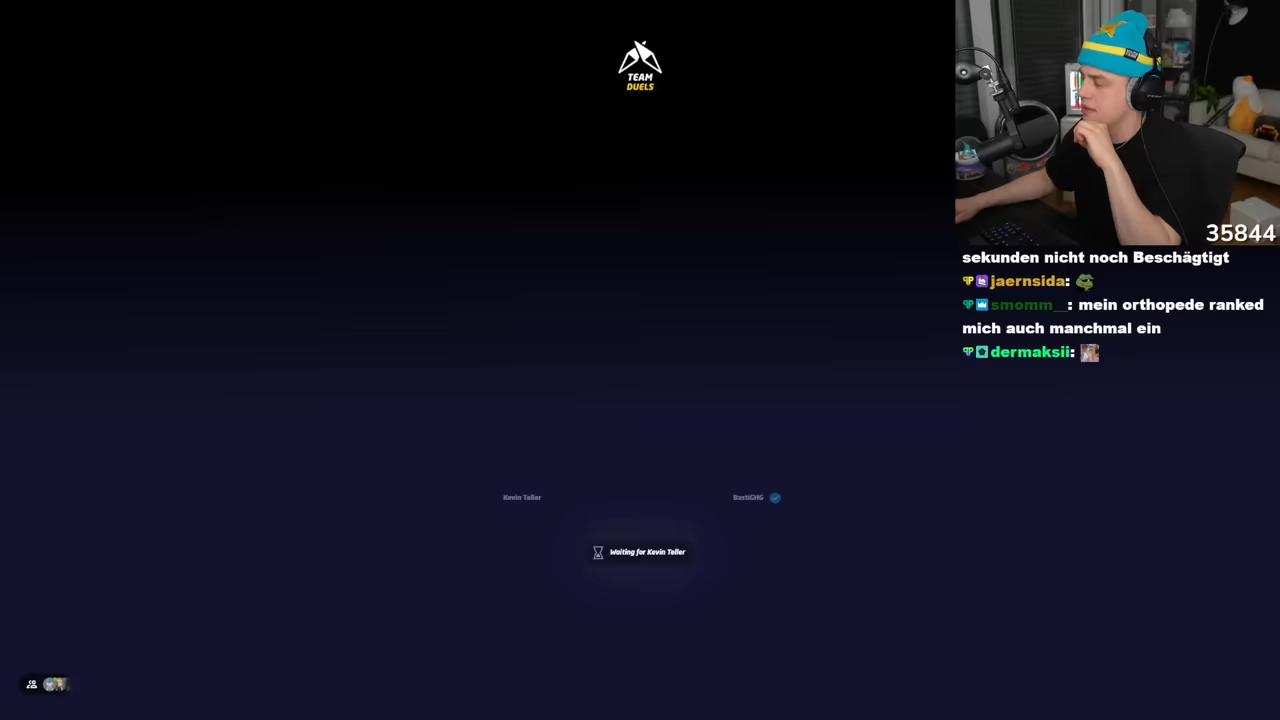 TEAM
DUELS
35844
sekunden nicht noch Beschägtigt
jaernsida:
smomm__: mein orthopede ranked
mich auch manchmal ein
dermaksii:
Kevin Teller
BastiGHG
Waiting for Kevin Teller